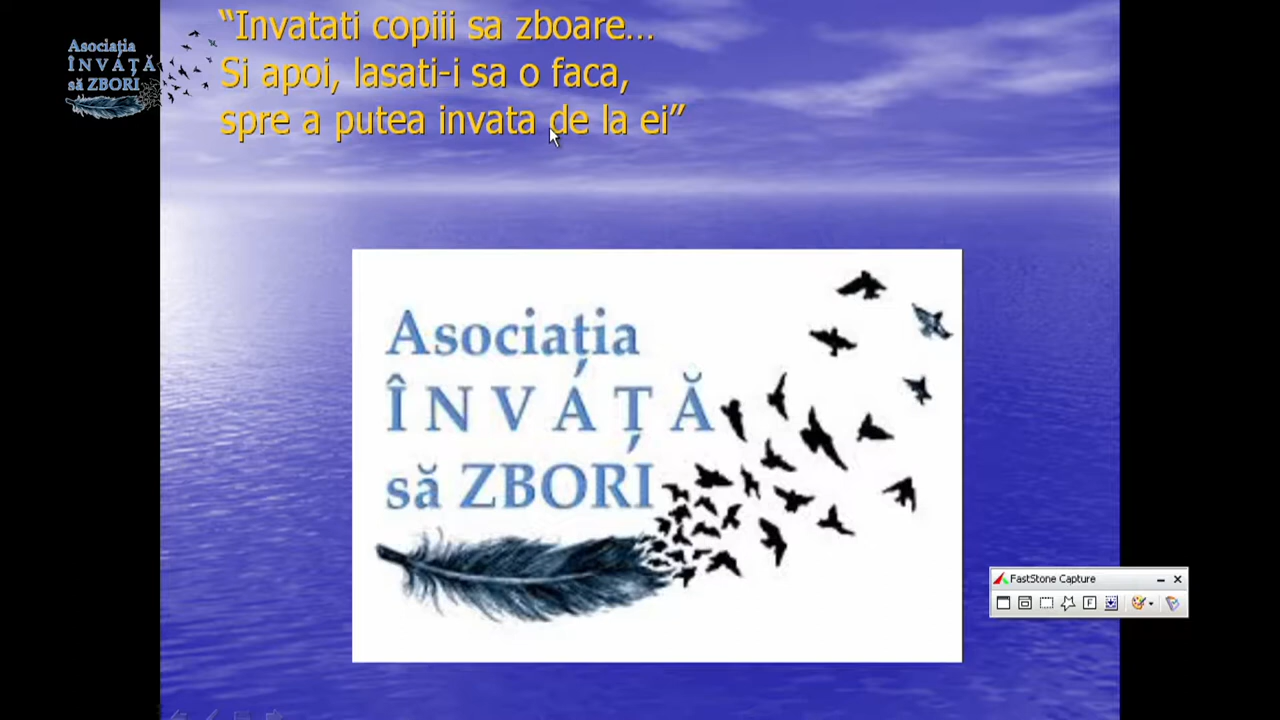 “Invatati copiii sa zboare...
Si apoi, lasati-i sa o faca,
spre a putea invata de la ei”
Asociația
ÎNVAȚĂ
să ZBORI
Asociația
ÎNVAȚĂ
să ZBORI
FastStone Capture